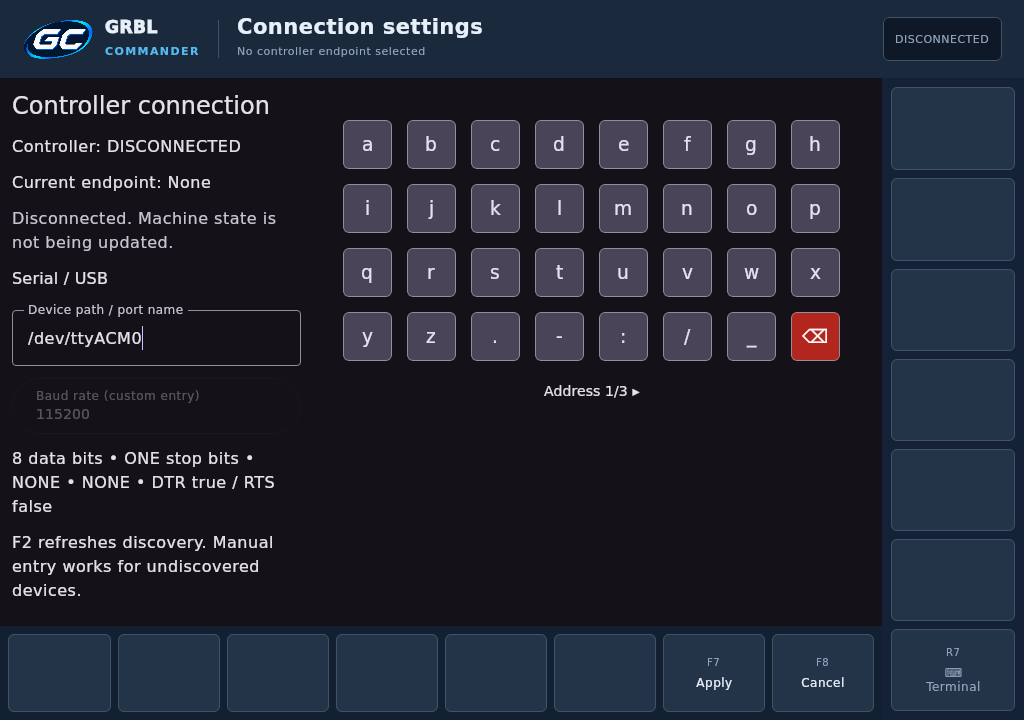 GC
GRBL
COMMANDER
Connection settings
No controller endpoint selected
DISCONNECTED
Controller connection
Controller: DISCONNECTED
Current endpoint: None
Disconnected. Machine state is
not being updated.
Serial / USB
Device path / port name
/dev/ttyACM0
Baud rate (custom entry)
115200
8 data bits • ONE stop bits •
NONE • NONE • DTR true / RTS
false
F2 refreshes discovery. Manual
entry works for undiscovered
devices.
a b c d e f g h
i j k l m n o p
q r s t u v w x
y z . - : / _ ⌫
Address 1/3 ▸
F7
Apply
F8
Cancel
R7
⌨
Terminal